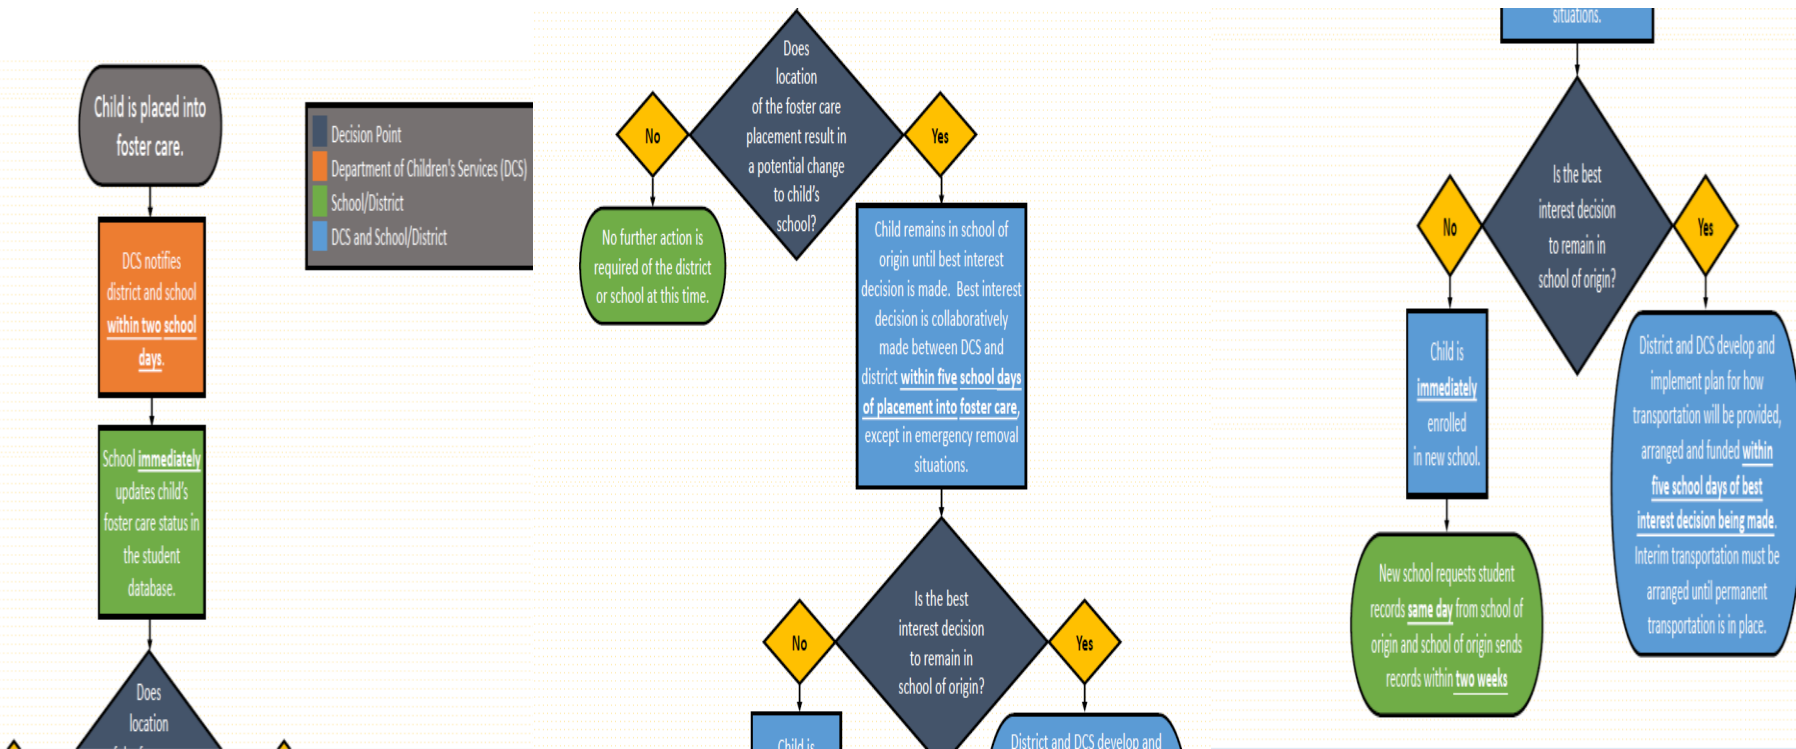 Child is placed into
foster care.
Decision Point
Department of Children's Services (DCS)
School/District
DCS and School/District
DCS notifies
district and school
within two school
days.
School immediately
updates child's
foster care status in
the student
database.
Does
location
Does
location
of the foster care
placement result in
a potential change
to child's
school?
No
Yes
No further action is
required of the district
or school at this time.
Child remains in school of
origin until best interest
decision is made. Best interest
decision is collaboratively
made between DCS and
district within five school days
of placement into foster care,
except in emergency removal
situations.
Is the best
interest decision
to remain in
school of origin?
No
Yes
Child is
District and DCS develop and
situations.
Is the best
interest decision
to remain in
school of origin?
No
Yes
Child is
immediately
enrolled
in new school.
New school requests student
records same day from school of
origin and school of origin sends
records within two weeks
District and DCS develop and
implement plan for how
transportation will be provided,
arranged and funded within
five school days of best
interest decision being made.
Interim transportation must be
arranged until permanent
transportation is in place.